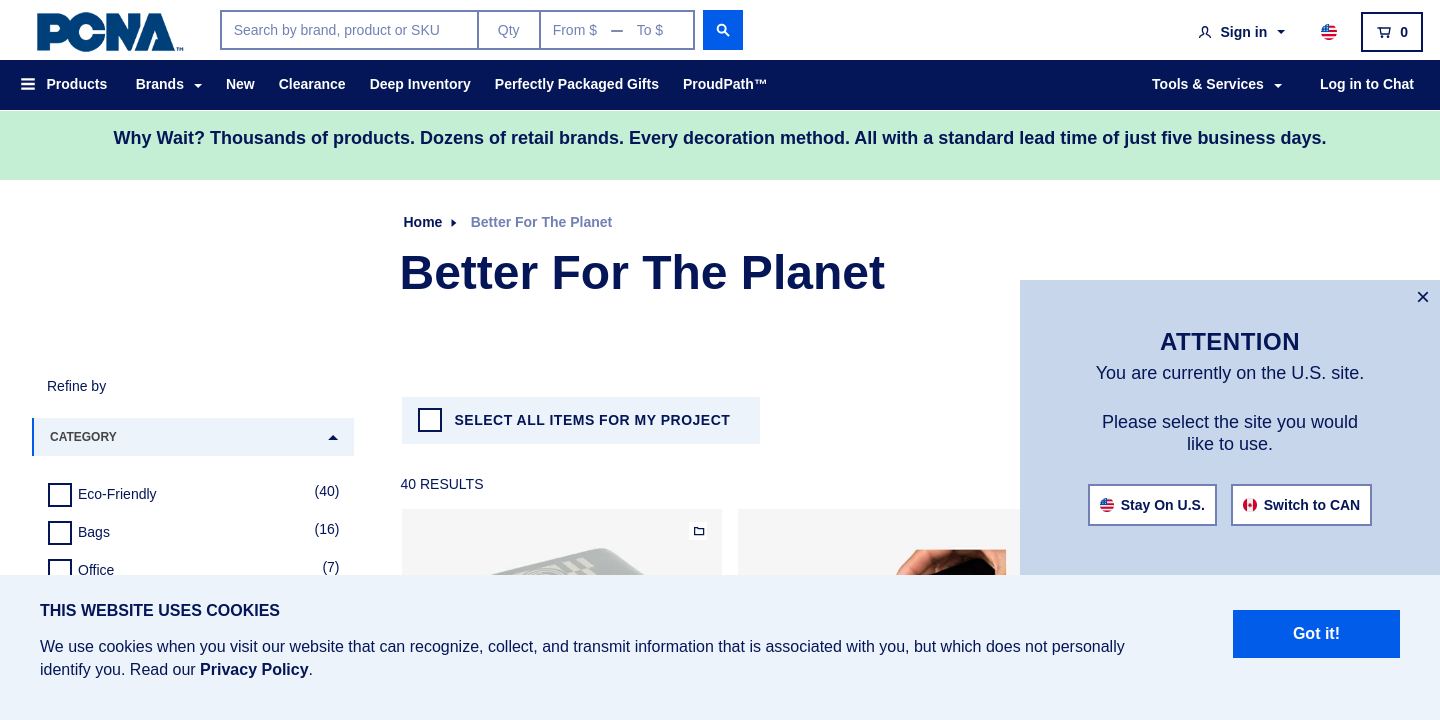 PCNA™
Search by brand, product or SKU
Qty
From $ — To $
Sign in
0
Products
Brands
New
Clearance
Deep Inventory
Perfectly Packaged Gifts
ProudPath™
Tools & Services
Log in to Chat
Why Wait? Thousands of products. Dozens of retail brands. Every decoration method. All with a standard lead time of just five business days.
Home
Better For The Planet
Better For The Planet
Refine by
CATEGORY
Eco-Friendly (40)
Bags (16)
Office (7)
SELECT ALL ITEMS FOR MY PROJECT
40 RESULTS
ATTENTION
You are currently on the U.S. site.
Please select the site you would
like to use.
Stay On U.S.
Switch to CAN
THIS WEBSITE USES COOKIES
We use cookies when you visit our website that can recognize, collect, and transmit information that is associated with you, but which does not personally
identify you. Read our Privacy Policy.
Got it!